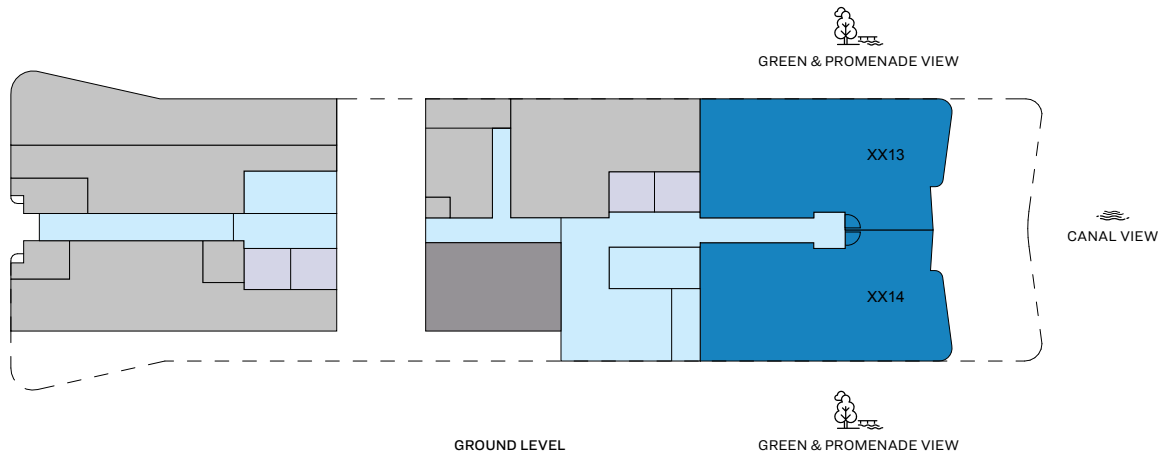 GREEN & PROMENADE VIEW
XX13
CANAL VIEW
XX14
GROUND LEVEL
GREEN & PROMENADE VIEW